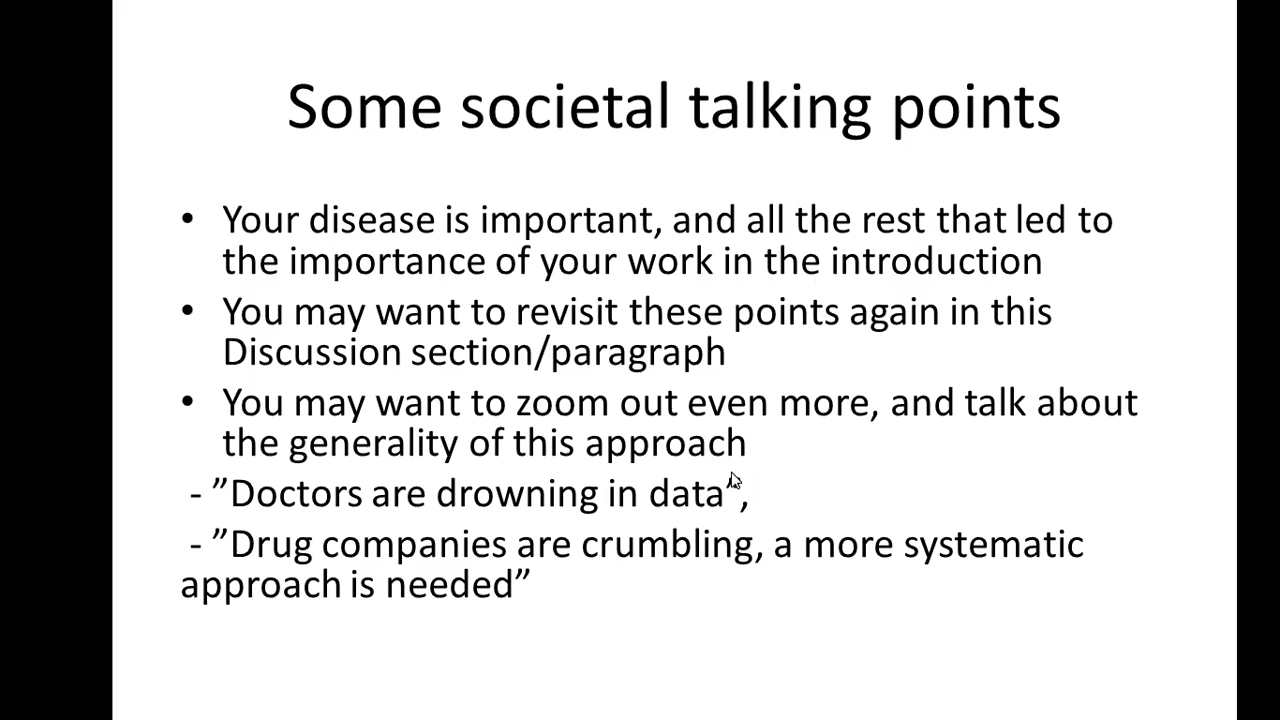 Some societal talking points
• Your disease is important, and all the rest that led to
the importance of your work in the introduction
• You may want to revisit these points again in this
Discussion section/paragraph
• You may want to zoom out even more, and talk about
the generality of this approach
- ”Doctors are drowning in data”,
- ”Drug companies are crumbling, a more systematic
approach is needed”